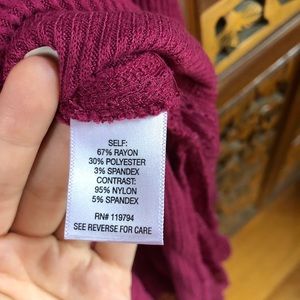 SELF:
67% RAYON
30% POLYESTER
3% SPANDEX
CONTRAST:
95% NYLON
5% SPANDEX
RN# 119794
SEE REVERSE FOR CARE